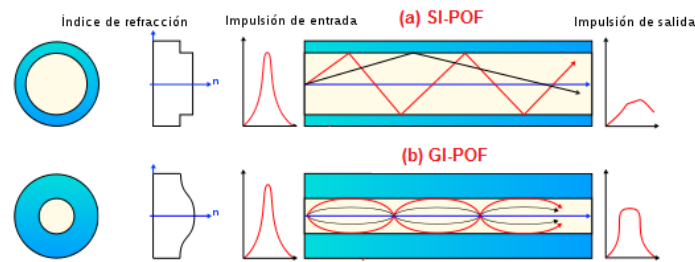 Índice de refracción
Impulsión de entrada
(a) SI-POF
Impulsión de salida
n
(b) GI-POF
n